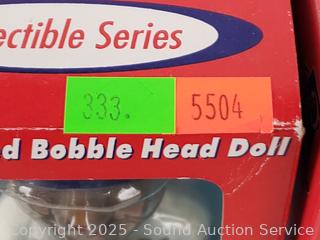 ectible Series
333.
5504
d Bobble Head Doll
Copyright 2025 - Sound Auction Service